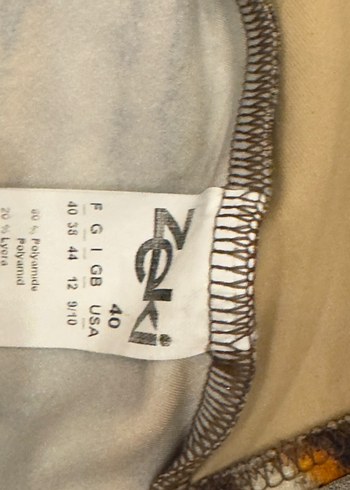 Zeki
40
F G I GB USA
40 38 44 12 9/10
80 % Polyamide
Polyamid
20 % Lycra